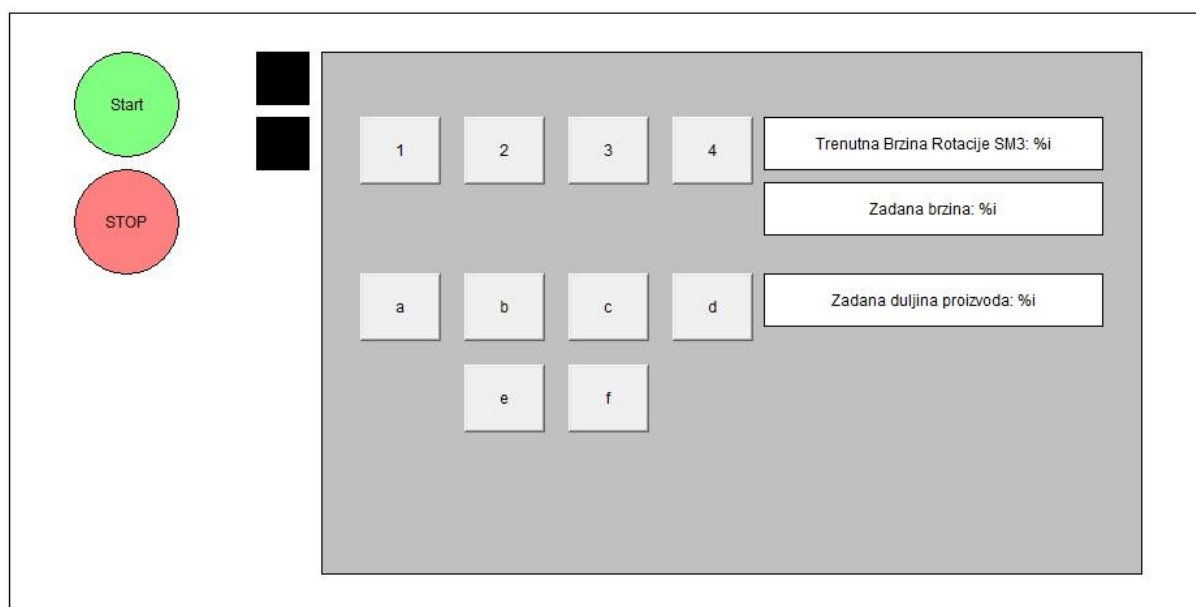 Start
STOP
1 2 3 4
Trenutna Brzina Rotacije SM3: %i
Zadana brzina: %i
a b c d
Zadana duljina proizvoda: %i
e f